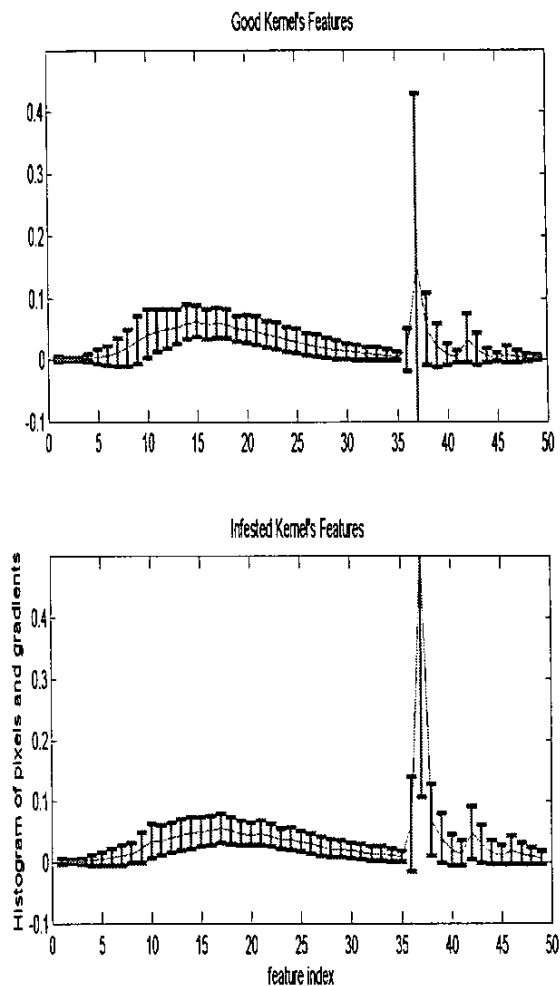 Good Kernel's Features
0.4
0.3
0.2
0.1
0
-0.1
0 5 10 15 20 25 30 35 40 45 50
Infested Kernel's Features
Histogram of pixels and gradients
0.4
0.3
0.2
0.1
0
-0.1
0 5 10 15 20 25 30 35 40 45 50
feature index